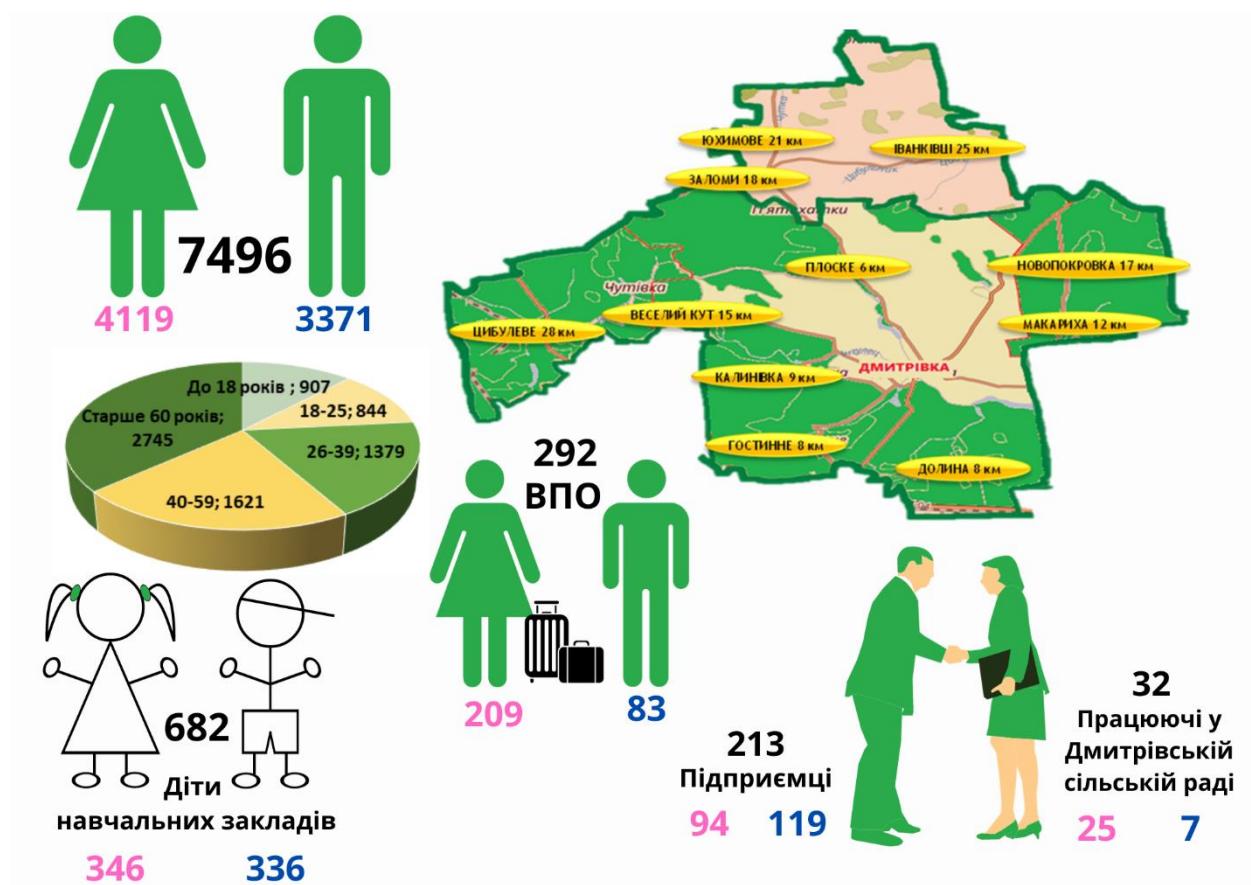 7496
4119
3371
До 18 років ; 907
18-25; 844
Старше 60 років;
2745
26-39; 1379
40-59; 1621
682
Діти
навчальних закладів
346
336
292
ВПО
209
83
ЮХИМОВЕ 21 км
ІВАНКІВЦІ 25 км
ЗАЛОМИ 18 км
ПЛОСКЕ 6 км
НОВОПОКРОВКА 17 км
Чутівка
ВЕСЕЛИЙ КУТ 15 км
ЦИБУЛЕВЕ 28 км
МАКАРИХА 12 км
КАЛИНІВКА 9 км
ДМИТРІВКА
ГОСТИННЕ 8 км
ДОЛИНА 8 км
213
Підприємці
94
119
32
Працюючі у
Дмитрівській
сільській раді
25
7